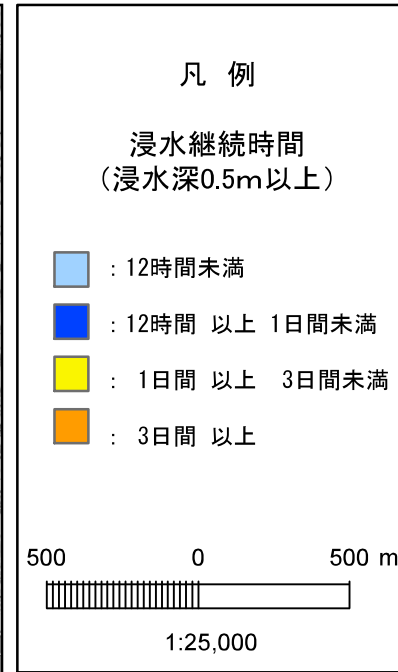 凡 例
浸水継続時間
（浸水深0.5m以上）
：12時間未満
：12時間 以上 1日間未満
： 1日間 以上 3日間未満
： 3日間 以上
500 0 500 m
1:25,000